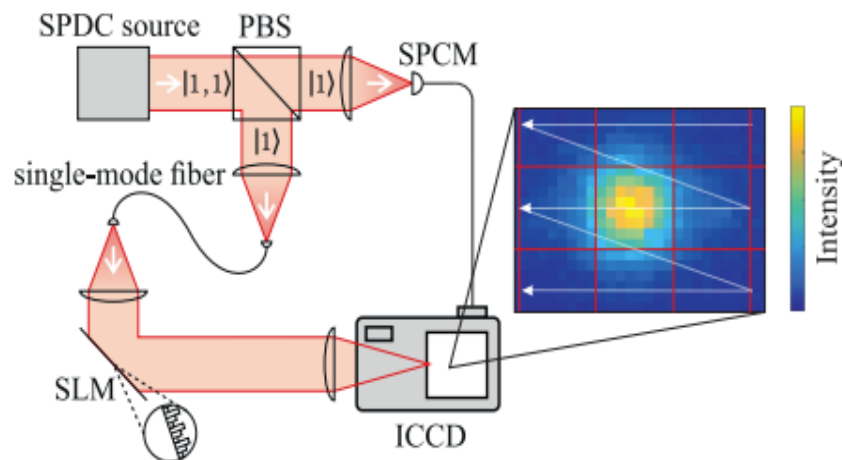 SPDC source
PBS
SPCM
|1,1⟩
|1⟩
|1⟩
single-mode fiber
Intensity
SLM
ICCD